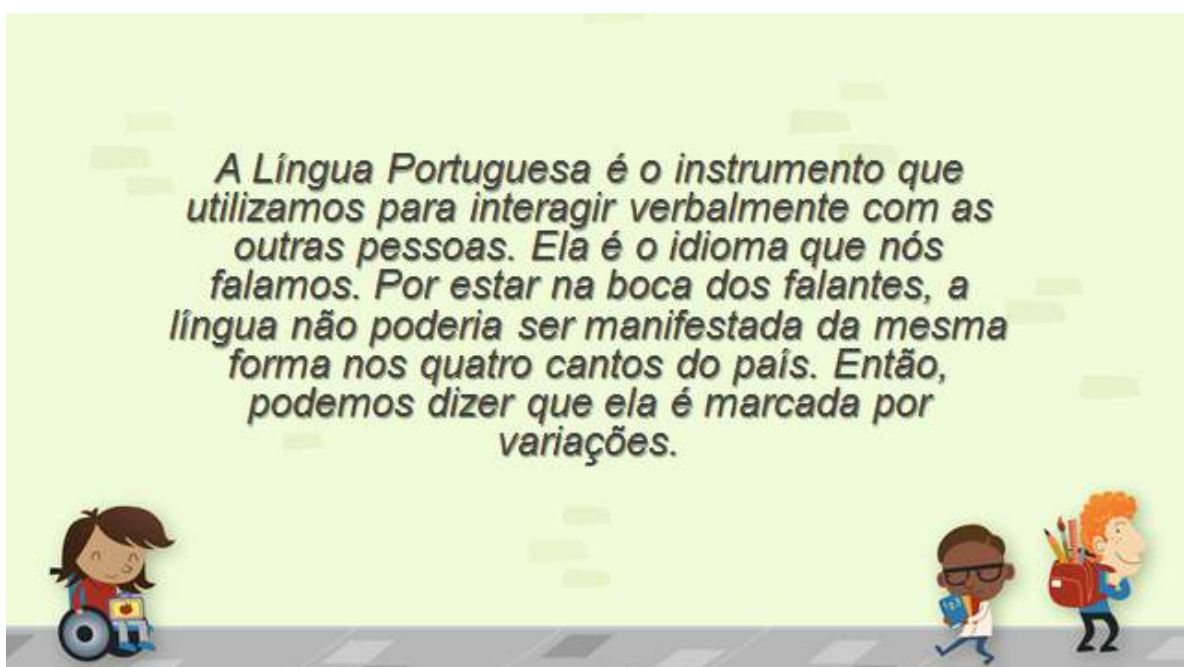 A Língua Portuguesa é o instrumento que
utilizamos para interagir verbalmente com as
outras pessoas. Ela é o idioma que nós
falamos. Por estar na boca dos falantes, a
língua não poderia ser manifestada da mesma
forma nos quatro cantos do país. Então,
podemos dizer que ela é marcada por
variações.